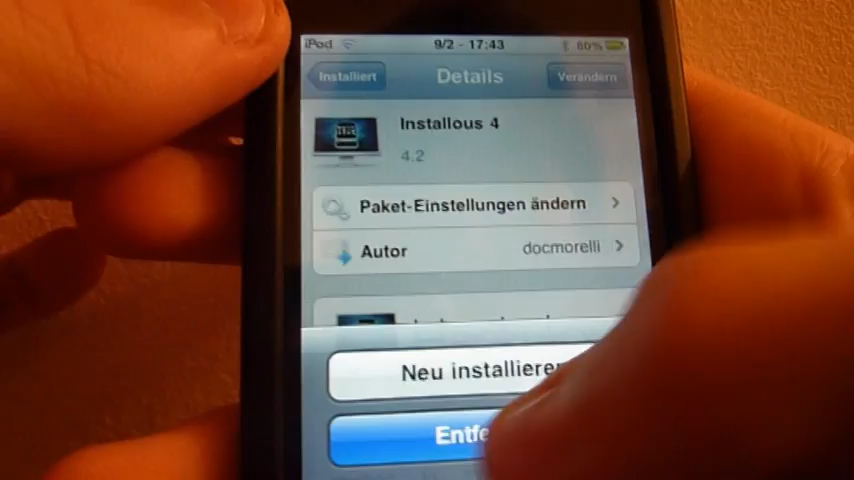 iPod 9/2 - 17:43 80%
Installiert Details Verändern
Installous 4
4.2
Paket-Einstellungen ändern
Autor docmorelli
Neu installieren